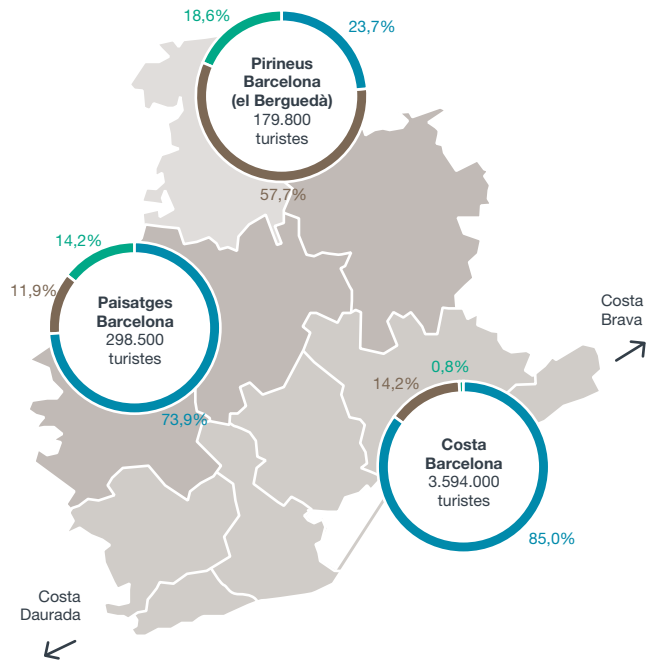 18,6%
23,7%
Pirineus
Barcelona
(el Berguedà)
179.800
turistes
57,7%
14,2%
11,9%
Paisatges
Barcelona
298.500
turistes
73,9%
Costa
Brava
0,8%
14,2%
Costa
Barcelona
3.594.000
turistes
85,0%
Costa
Daurada